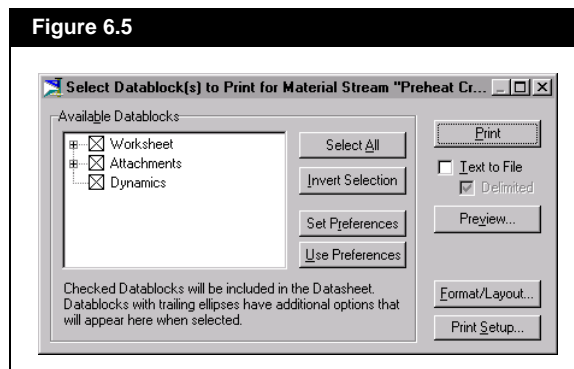 Figure 6.5
Select Datablock(s) to Print for Material Stream "Preheat Cr...
Available Datablocks
Worksheet
Attachments
Dynamics
Select All
Invert Selection
Set Preferences
Use Preferences
Checked Datablocks will be included in the Datasheet.
Datablocks with trailing ellipses have additional options that
will appear here when selected.
Print
Text to File
Delimited
Preview...
Format/Layout...
Print Setup...